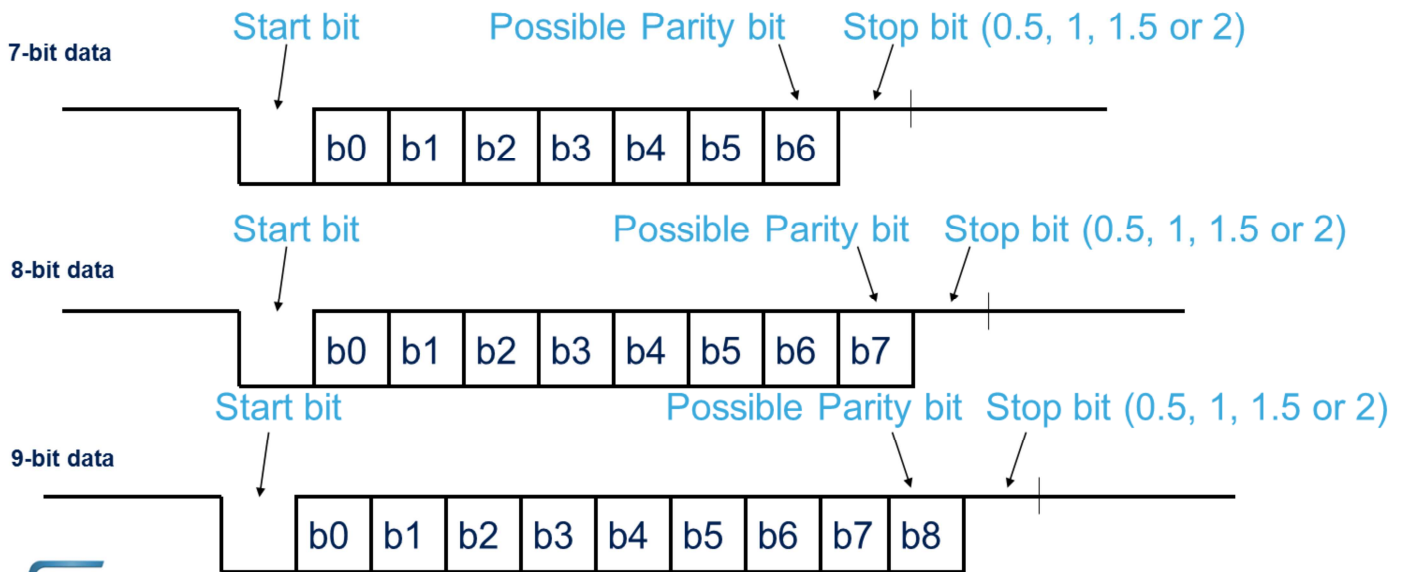 Start bit Possible Parity bit Stop bit (0.5, 1, 1.5 or 2)
7-bit data
b0 b1 b2 b3 b4 b5 b6
Start bit Possible Parity bit Stop bit (0.5, 1, 1.5 or 2)
8-bit data
b0 b1 b2 b3 b4 b5 b6 b7
Start bit Possible Parity bit Stop bit (0.5, 1, 1.5 or 2)
9-bit data
b0 b1 b2 b3 b4 b5 b6 b7 b8